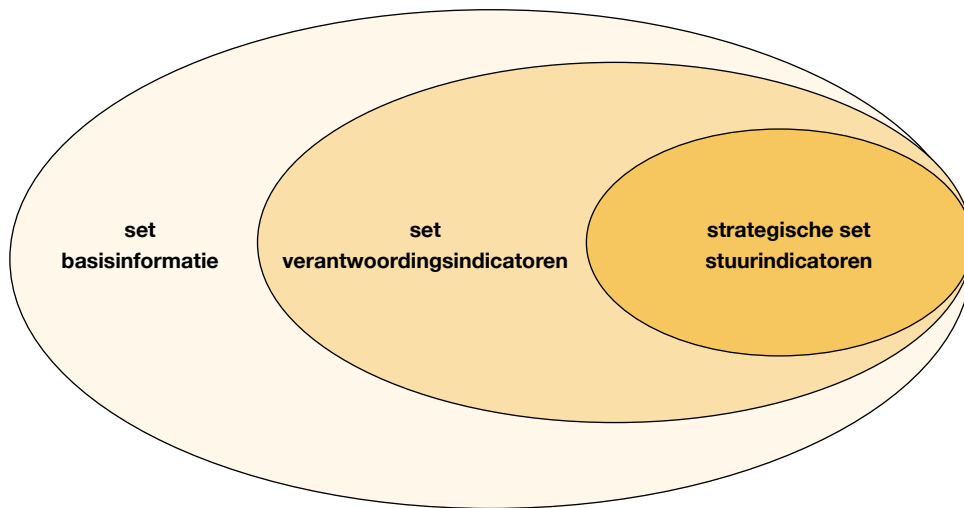 set
basisinformatie
set
verantwoordingsindicatoren
strategische set
stuurindicatoren